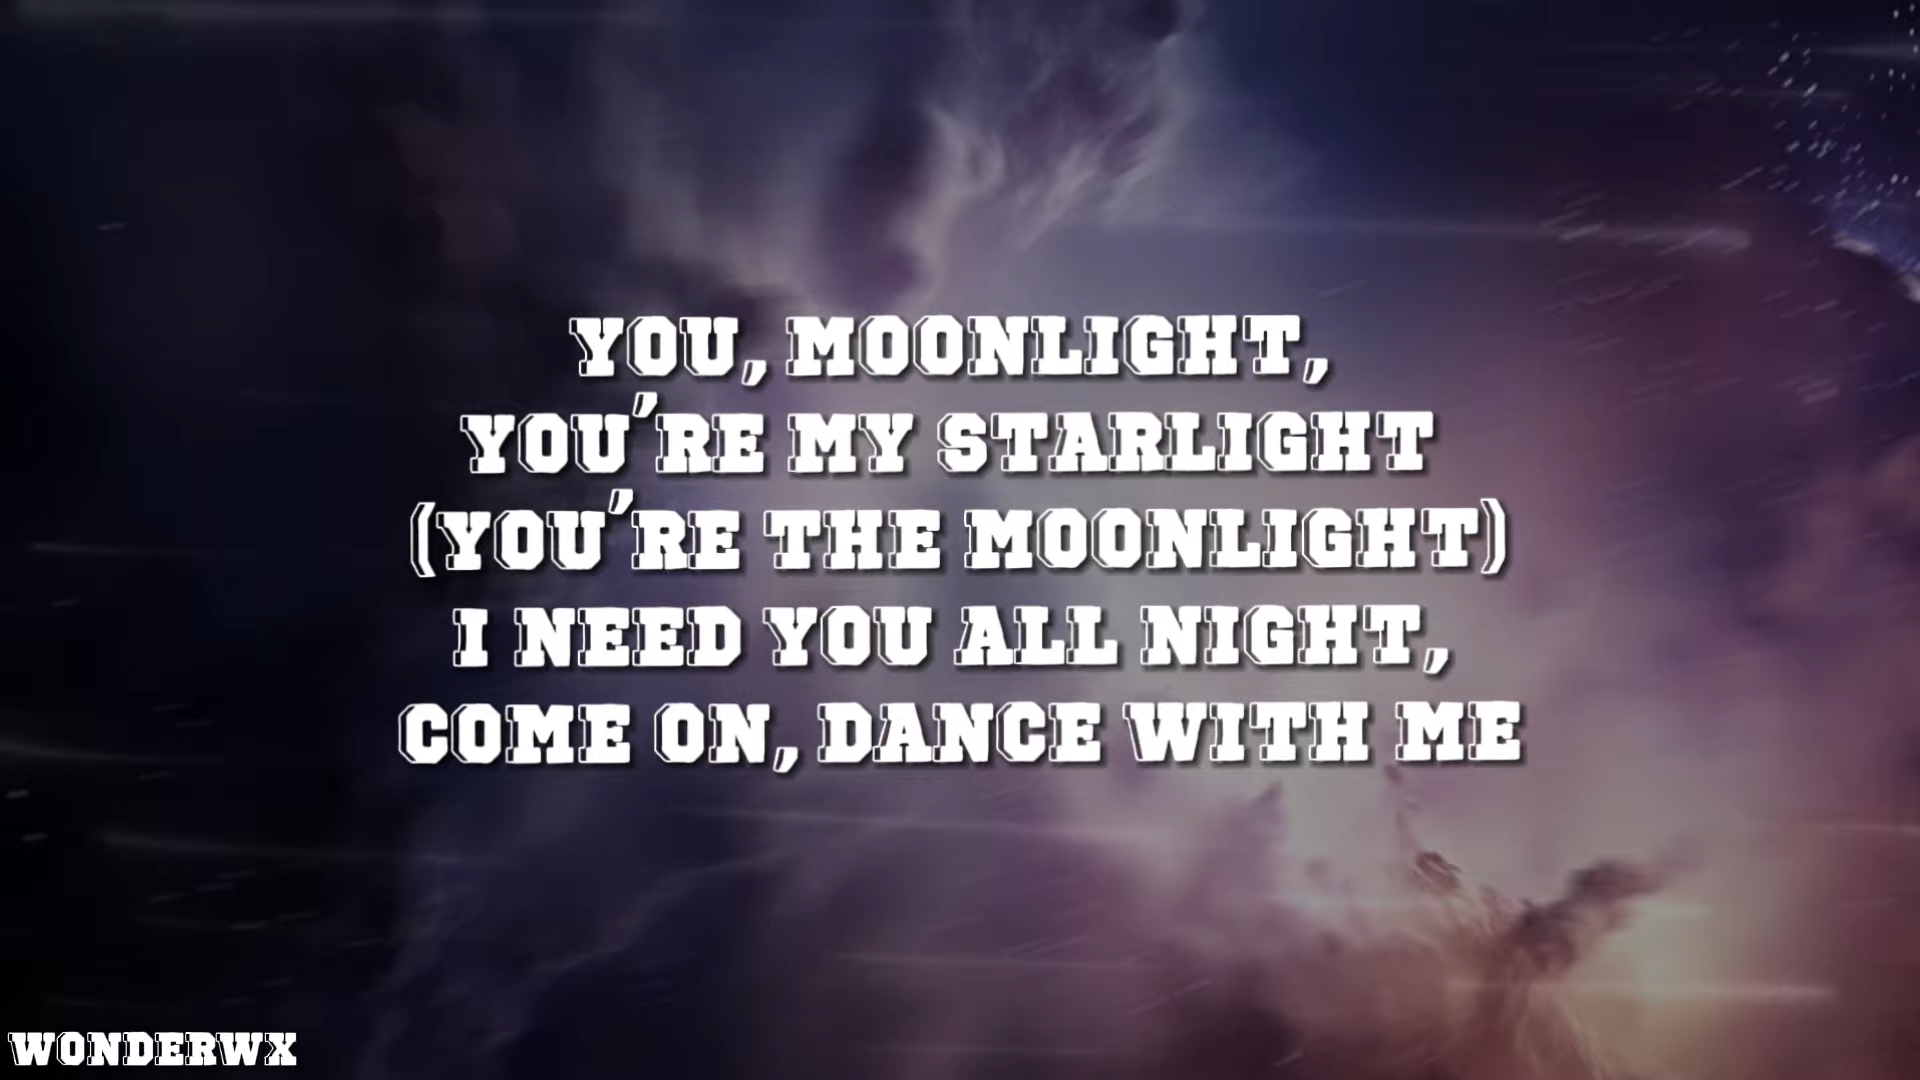 YOU, MOONLIGHT,
YOU'RE MY STARLIGHT
(YOU'RE THE MOONLIGHT)
I NEED YOU ALL NIGHT,
COME ON, DANCE WITH ME
WONDERWX